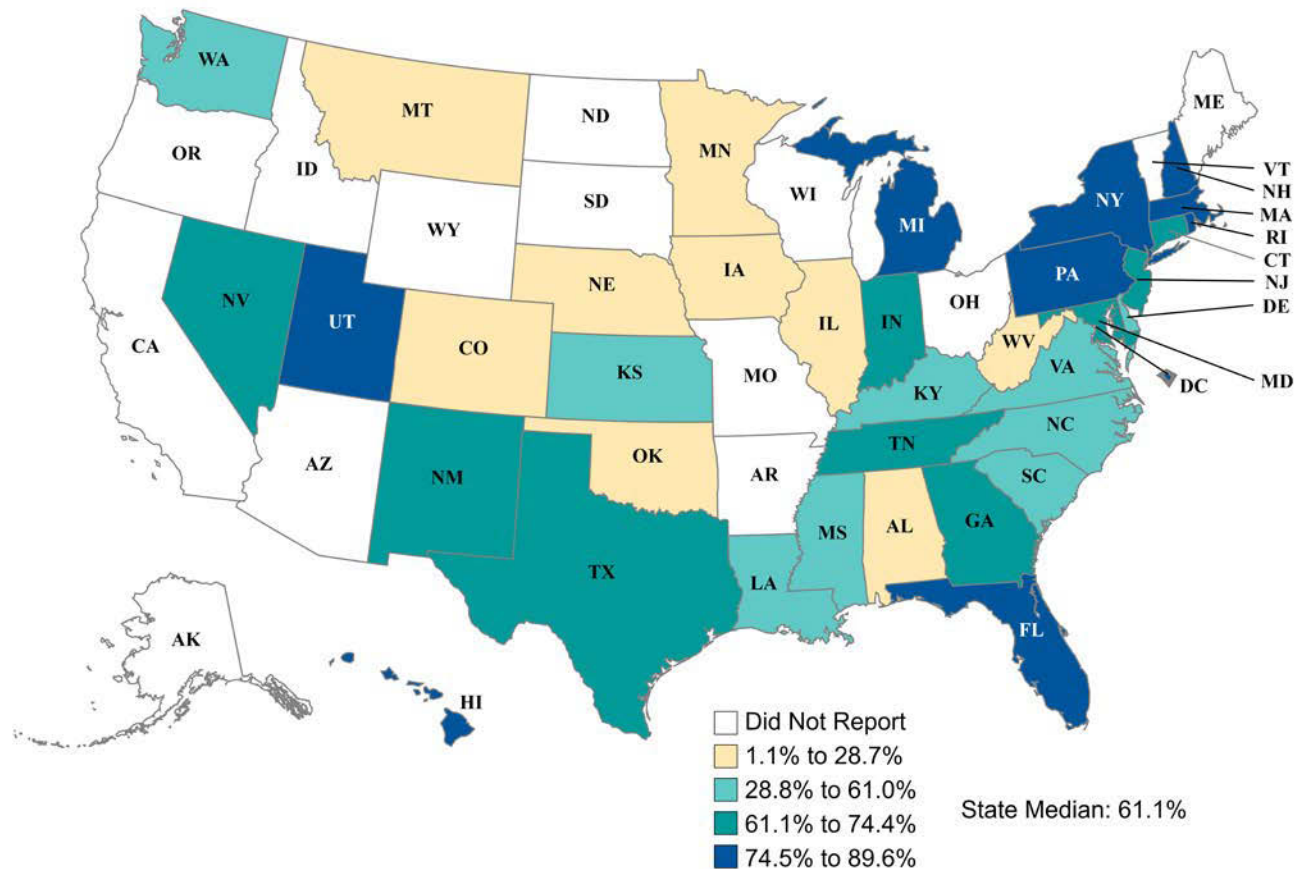 WA
MT
ND
MN
ME
OR
ID
SD
WI
MI
NY
VT
NH
MA
RI
CT
NJ
DE
MD
DC
WY
NE
IA
IL
IN
OH
PA
NV
UT
CO
KS
MO
KY
WV
VA
CA
AZ
NM
OK
AR
TN
NC
SC
TX
LA
MS
AL
GA
FL
AK
HI
Did Not Report
1.1% to 28.7%
28.8% to 61.0%
61.1% to 74.4%
74.5% to 89.6%
State Median: 61.1%